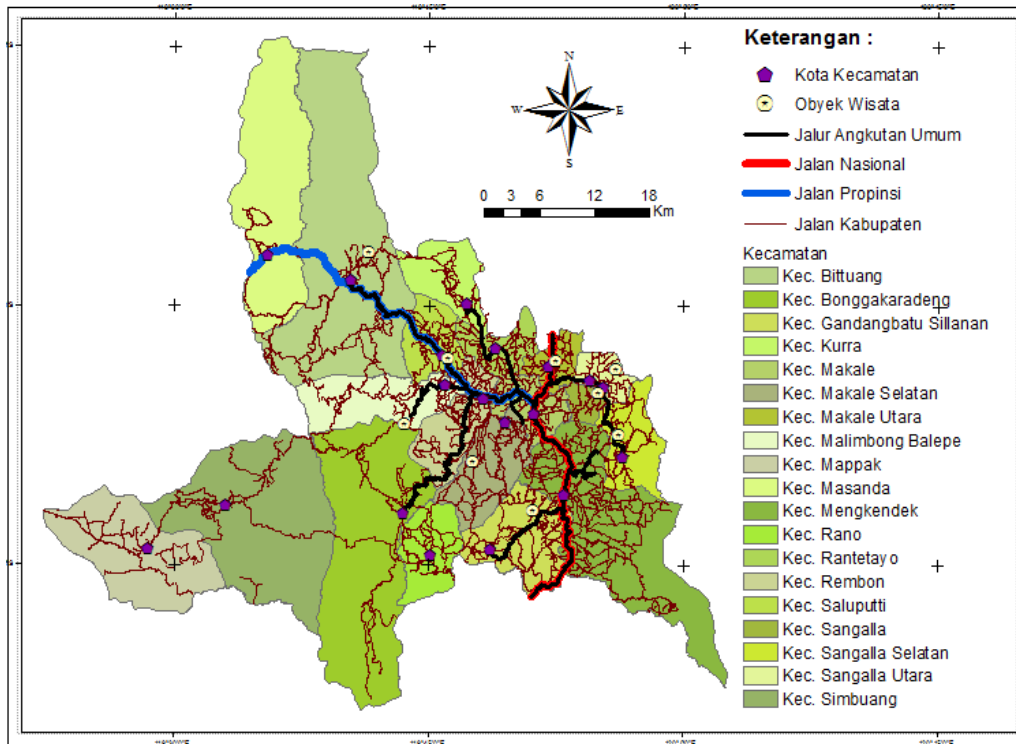 Keterangan :
N
W
E
S
Kota Kecamatan
Obyek Wisata
Jalur Angkutan Umum
Jalan Nasional
Jalan Propinsi
Jalan Kabupaten
0 3 6 12 18
Km
Kecamatan
Kec. Bittuang
Kec. Bonggakaradeng
Kec. Gandangbatu Sillanan
Kec. Kurra
Kec. Makale
Kec. Makale Selatan
Kec. Makale Utara
Kec. Malimbong Balepe
Kec. Mappak
Kec. Masanda
Kec. Mengkendek
Kec. Rano
Kec. Rantetayo
Kec. Rembon
Kec. Saluputti
Kec. Sangalla
Kec. Sangalla Selatan
Kec. Sangalla Utara
Kec. Simbuang